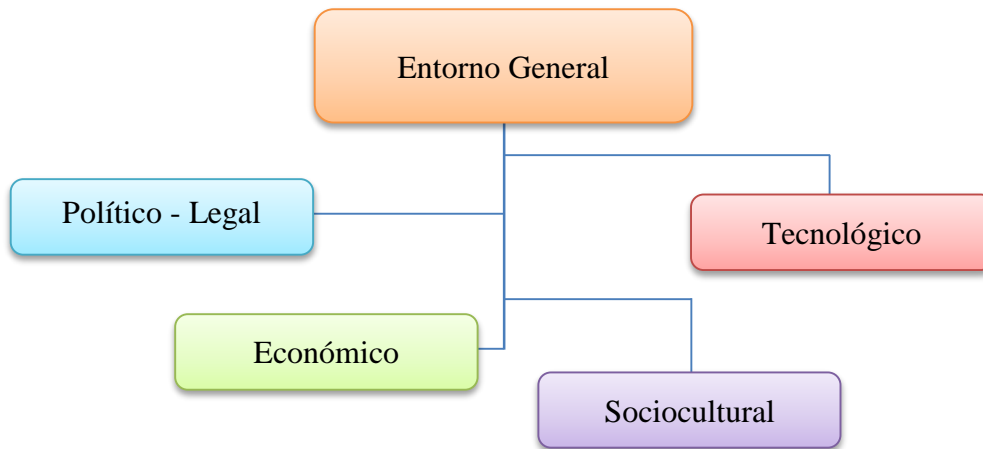 Entorno General
Político - Legal
Tecnológico
Económico
Sociocultural